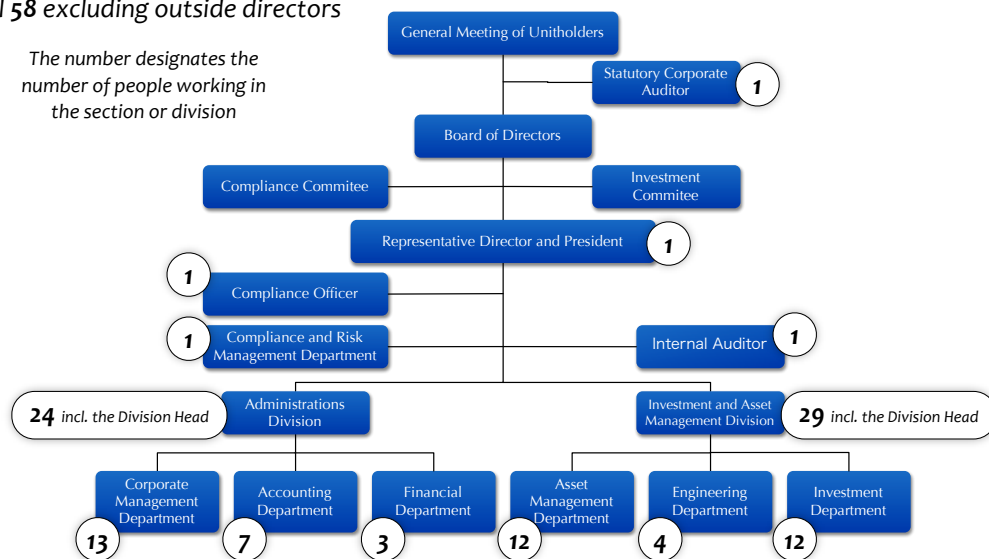 58 excluding outside directors
The number designates the
number of people working in
the section or division
General Meeting of Unitholders
Statutory Corporate
Auditor
1
Board of Directors
Compliance Commitee
Investment
Commitee
Representative Director and President
1
1
Compliance Officer
1
Compliance and Risk
Management Department
Internal Auditor
1
24 incl. the Division Head
Administrations
Division
Investment and Asset
Management Division
29 incl. the Division Head
Corporate
Management
Department
13
Accounting
Department
7
Financial
Department
3
Asset
Management
Department
12
Engineering
Department
4
Investment
Department
12